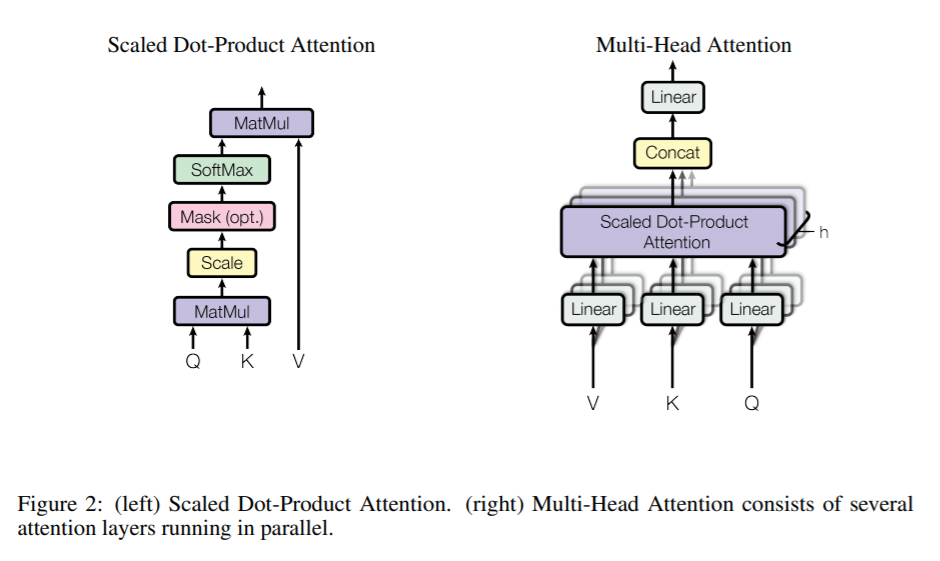 Scaled Dot-Product Attention
MatMul
SoftMax
Mask (opt.)
Scale
MatMul
Q K V
Multi-Head Attention
Linear
Concat
Scaled Dot-Product
Attention
h
Linear Linear Linear
V K Q
Figure 2: (left) Scaled Dot-Product Attention. (right) Multi-Head Attention consists of several
attention layers running in parallel.